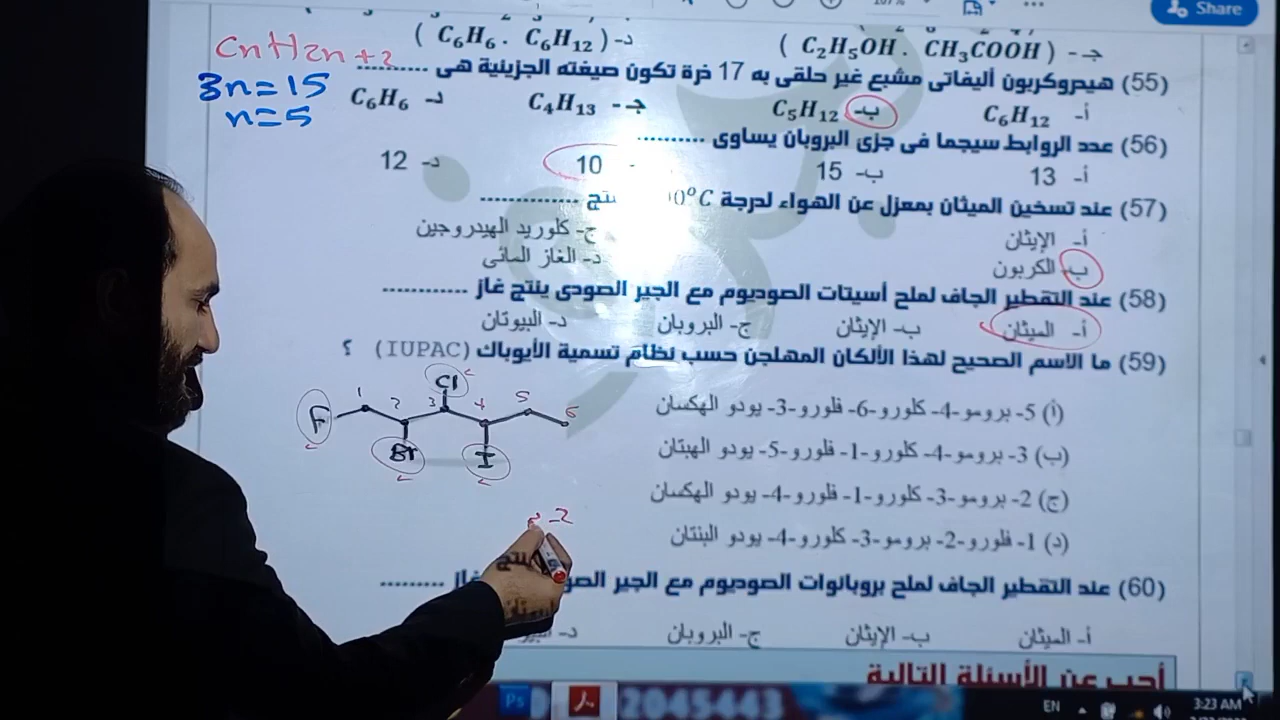 Share
جـ- ( C₂H₅OH . CH₃COOH )
د- ( C₆H₆ . C₆H₁₂ )
CnH2n+2
3n=15
n=5
(55) هيدروكربون أليفاتى مشبع غير حلقى به 17 ذرة تكون صيغته الجزيئية هى ..........
أ- C₆H₁₂
ب- C₅H₁₂
جـ- C₄H₁₃
د- C₆H₆
(56) عدد الروابط سيجما فى جزئ البروبان يساوى ..........
أ- 13
ب- 15
- 10
د- 12
(57) عند تسخين الميثان بمعزل عن الهواء لدرجة 0°C نتج ..............
أ- الإيثان
ج- كلوريد الهيدروجين
ب- الكربون
د- الغاز المائى
(58) عند التقطير الجاف لملح أسيتات الصوديوم مع الجير الصودى ينتج غاز ............
أ- الميثان
ب- الإيثان
ج- البروبان
د- البيوتان
(59) ما الاسم الصحيح لهذا الألكان المهلجن حسب نظام تسمية الأيوباك (IUPAC) ؟
F 1 2 3 4 5 6
Cl
Br
I
(أ) 5- برومو-4- كلورو-6- فلورو-3- يودو الهكسان
(ب) 3- برومو-4- كلورو-1- فلورو-5- يودو الهبتان
(ج) 2- برومو-3- كلورو-1- فلورو-4- يودو الهكسان
(د) 1- فلورو-2- برومو-3- كلورو-4- يودو البنتان
2-
(60) عند التقطير الجاف لملح بروبانوات الصوديوم مع الجير الصو غاز .........
أ- الميثان
ب- الإيثان
ج- البروبان
د-
أجب عن الأسئلة التالية
2045443
EN
3:23 AM